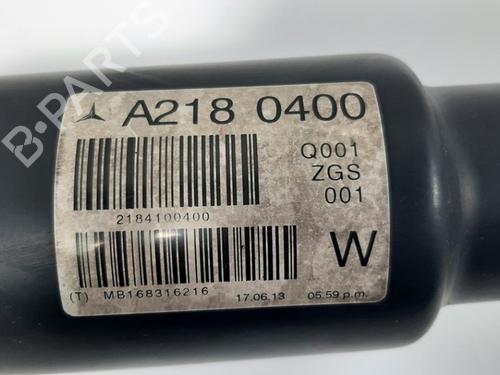 B-PARTS
A218 0400
Q001
ZGS
001
2184100400
W
(T) MB168316216 17.06.13 05.59 p.m.